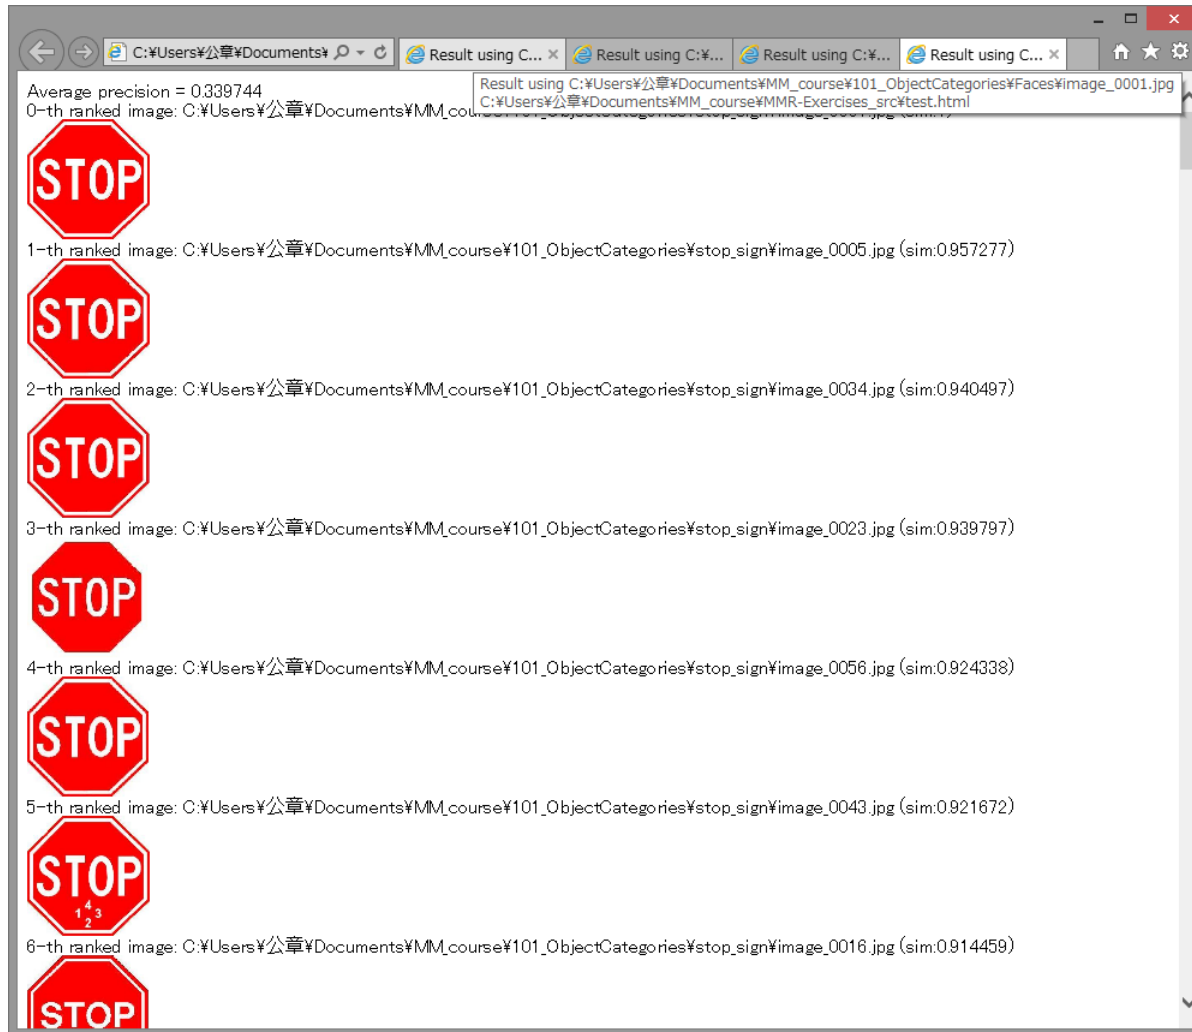 C:¥Users¥公章¥Documents¥
Result using C...
Result using C:¥...
Result using C:¥...
Result using C...
Result using C:¥Users¥公章¥Documents¥MM_course¥101_ObjectCategories¥Faces¥image_0001.jpg
C:¥Users¥公章¥Documents¥MM_course¥MMR-Exercises_src¥test.html
Average precision = 0.339744
0-th ranked image: C:¥Users¥公章¥Documents¥MM_cou
STOP
1-th ranked image: C:¥Users¥公章¥Documents¥MM_course¥101_ObjectCategories¥stop_sign¥image_0005.jpg (sim:0.957277)
STOP
2-th ranked image: C:¥Users¥公章¥Documents¥MM_course¥101_ObjectCategories¥stop_sign¥image_0034.jpg (sim:0.940497)
STOP
3-th ranked image: C:¥Users¥公章¥Documents¥MM_course¥101_ObjectCategories¥stop_sign¥image_0023.jpg (sim:0.939797)
STOP
4-th ranked image: C:¥Users¥公章¥Documents¥MM_course¥101_ObjectCategories¥stop_sign¥image_0056.jpg (sim:0.924338)
STOP
5-th ranked image: C:¥Users¥公章¥Documents¥MM_course¥101_ObjectCategories¥stop_sign¥image_0043.jpg (sim:0.921672)
STOP
4
1 3
2
6-th ranked image: C:¥Users¥公章¥Documents¥MM_course¥101_ObjectCategories¥stop_sign¥image_0016.jpg (sim:0.914459)
STOP